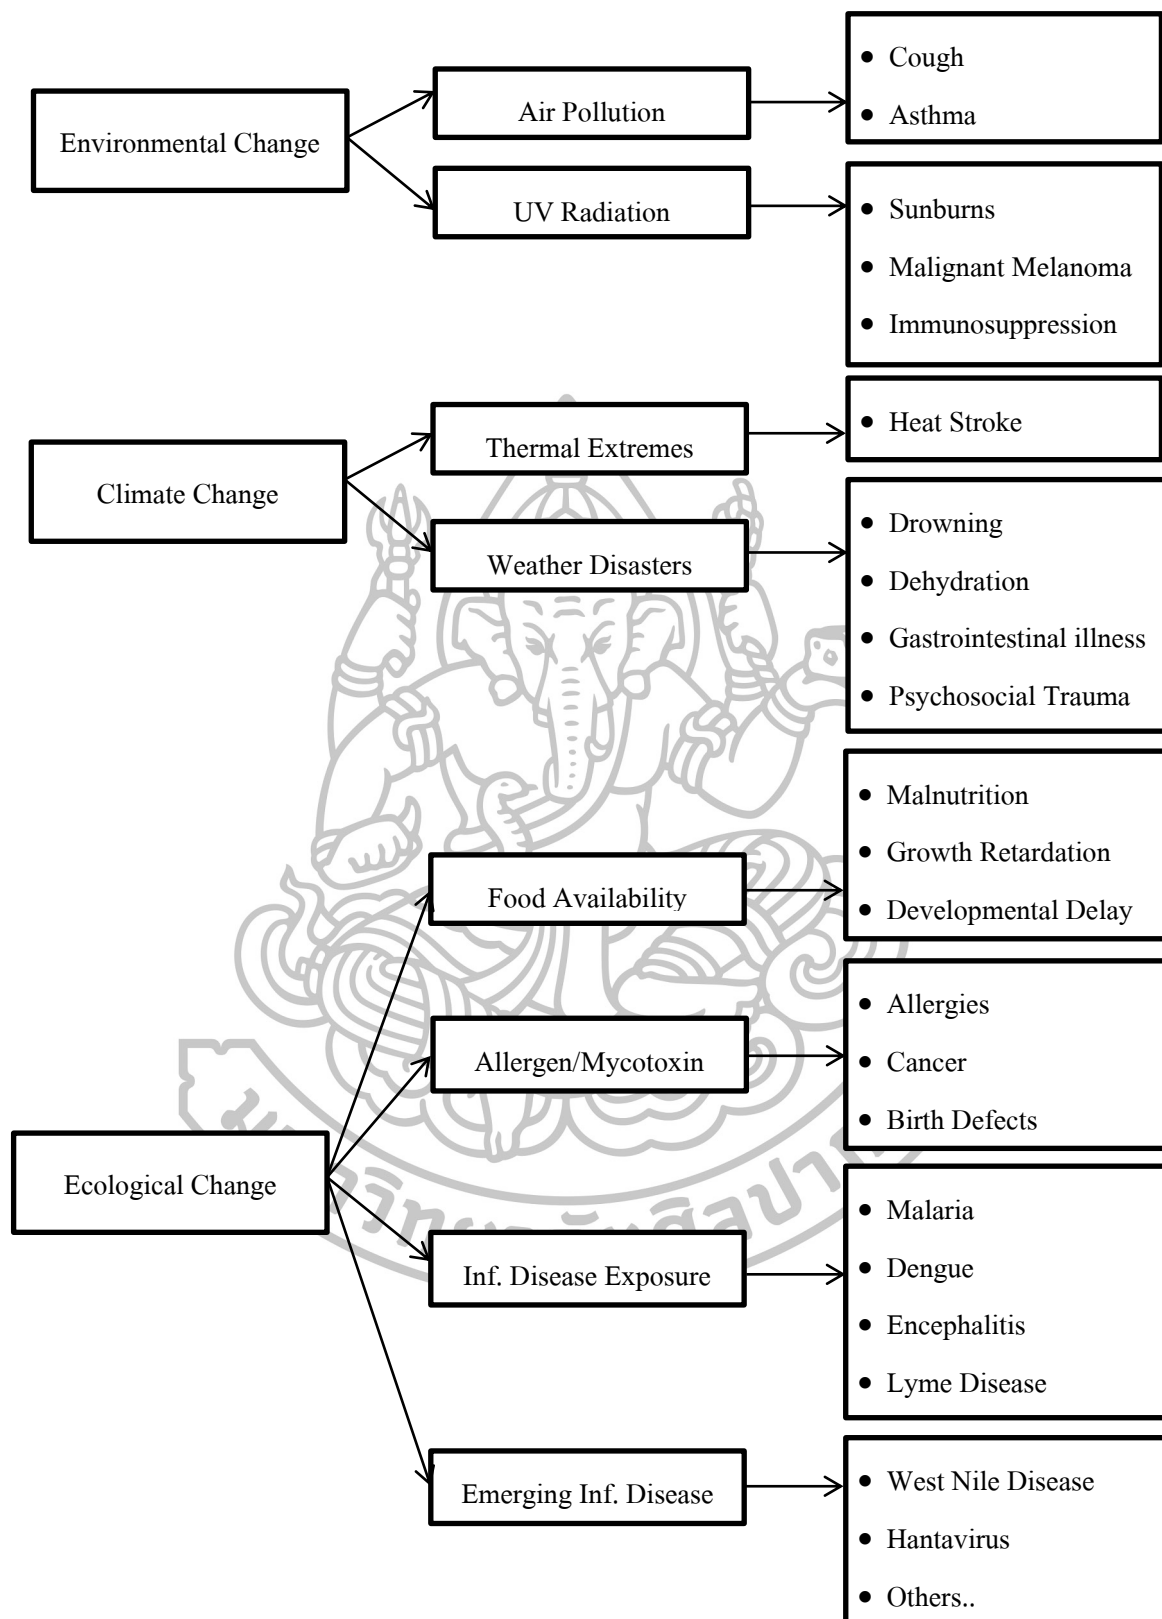 Environmental Change
Air Pollution
• Cough
• Asthma
UV Radiation
• Sunburns
• Malignant Melanoma
• Immunosuppression
Climate Change
Thermal Extremes
• Heat Stroke
Weather Disasters
• Drowning
• Dehydration
• Gastrointestinal illness
• Psychosocial Trauma
Ecological Change
Food Availability
• Malnutrition
• Growth Retardation
• Developmental Delay
Allergen/Mycotoxin
• Allergies
• Cancer
• Birth Defects
Inf. Disease Exposure
• Malaria
• Dengue
• Encephalitis
• Lyme Disease
Emerging Inf. Disease
• West Nile Disease
• Hantavirus
• Others..